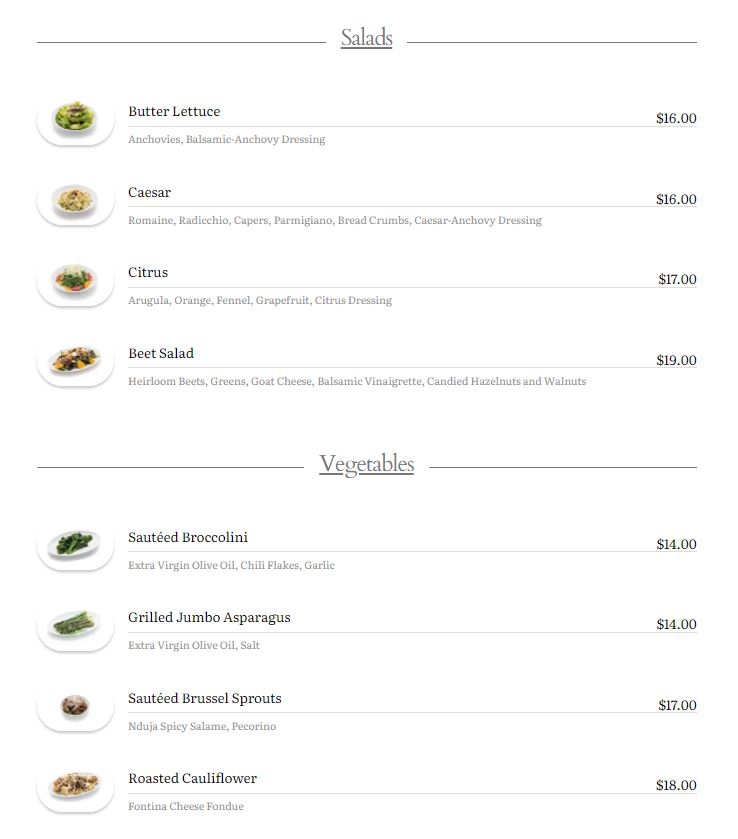 Salads
Butter Lettuce
$16.00
Anchovies, Balsamic-Anchovy Dressing
Caesar
$16.00
Romaine, Radicchio, Capers, Parmigiano, Bread Crumbs, Caesar-Anchovy Dressing
Citrus
$17.00
Arugula, Orange, Fennel, Grapefruit, Citrus Dressing
Beet Salad
$19.00
Heirloom Beets, Greens, Goat Cheese, Balsamic Vinaigrette, Candied Hazelnuts and Walnuts
Vegetables
Sautéed Broccolini
$14.00
Extra Virgin Olive Oil, Chili Flakes, Garlic
Grilled Jumbo Asparagus
$14.00
Extra Virgin Olive Oil, Salt
Sautéed Brussel Sprouts
$17.00
Nduja Spicy Salame, Pecorino
Roasted Cauliflower
$18.00
Fontina Cheese Fondue